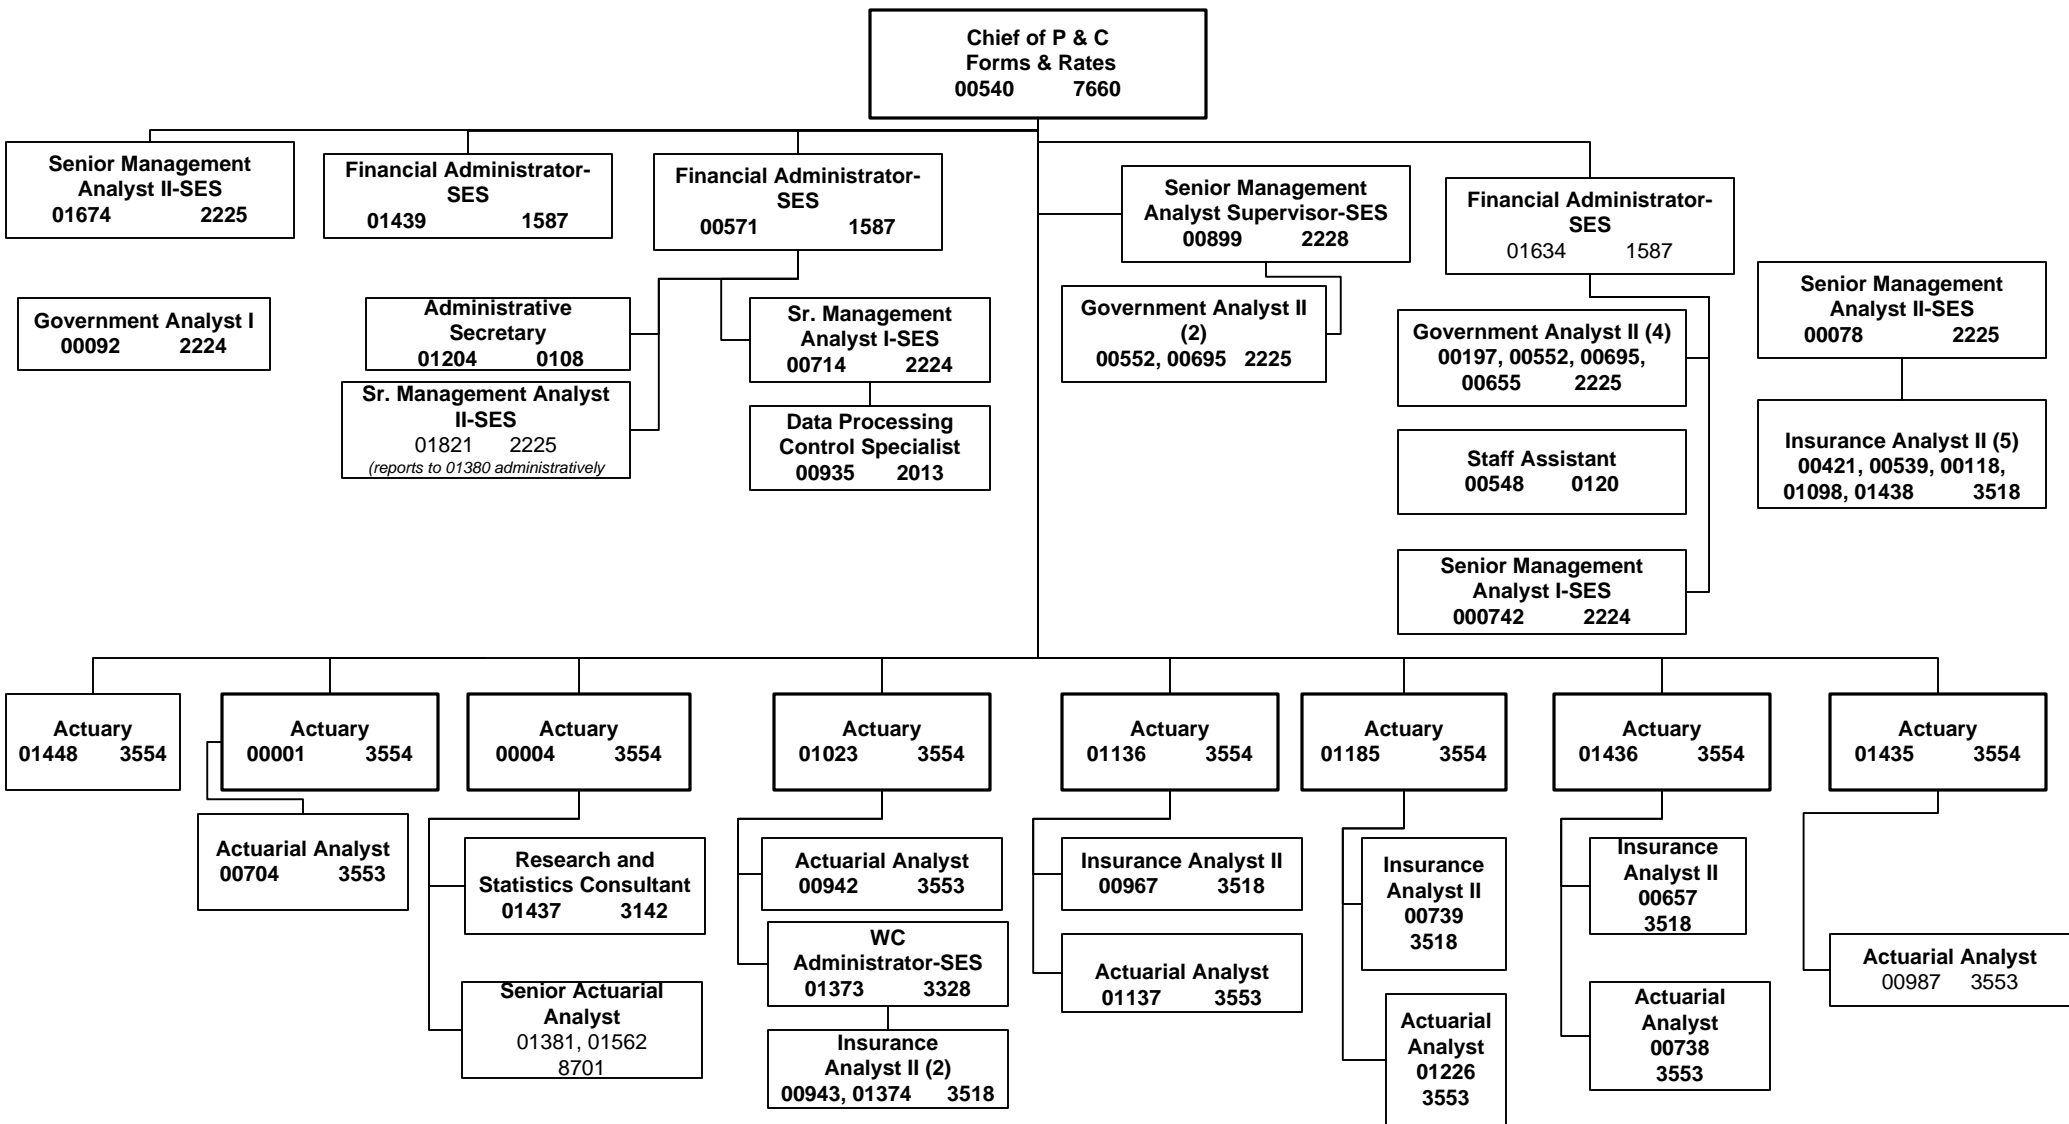 Chief of P & C
Forms & Rates
00540 7660
Senior Management
Analyst II-SES
01674 2225
Financial Administrator-
SES
01439 1587
Financial Administrator-
SES
00571 1587
Senior Management
Analyst Supervisor-SES
00899 2228
Financial Administrator-
SES
01634 1587
Government Analyst I
00092 2224
Administrative
Secretary
01204 0108
Sr. Management Analyst
II-SES
01821 2225
(reports to 01380 administratively
Sr. Management
Analyst I-SES
00714 2224
Data Processing
Control Specialist
00935 2013
Government Analyst II
(2)
00552, 00695 2225
Government Analyst II (4)
00197, 00552, 00695,
00655 2225
Staff Assistant
00548 0120
Senior Management
Analyst I-SES
000742 2224
Senior Management
Analyst II-SES
00078 2225
Insurance Analyst II (5)
00421, 00539, 00118,
01098, 01438 3518
Actuary
01448 3554
Actuary
00001 3554
Actuary
00004 3554
Actuary
01023 3554
Actuary
01136 3554
Actuary
01185 3554
Actuary
01436 3554
Actuary
01435 3554
Actuarial Analyst
00704 3553
Research and
Statistics Consultant
01437 3142
Senior Actuarial
Analyst
01381, 01562
8701
Actuarial Analyst
00942 3553
WC
Administrator-SES
01373 3328
Insurance
Analyst II (2)
00943, 01374 3518
Insurance Analyst II
00967 3518
Actuarial Analyst
01137 3553
Insurance
Analyst II
00739
3518
Actuarial
Analyst
01226
3553
Insurance
Analyst II
00657
3518
Actuarial
Analyst
00738
3553
Actuarial Analyst
00987 3553